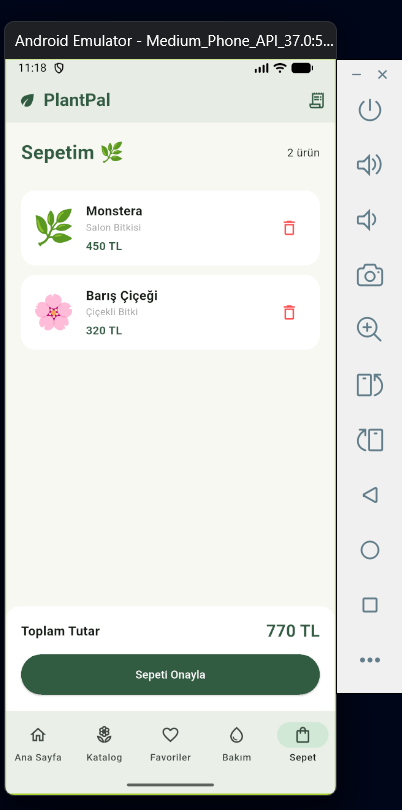 Android Emulator - Medium_Phone_API_37.0:5...
11:18
PlantPal
Sepetim
2 ürün
Monstera
Salon Bitkisi
450 TL
Barış Çiçeği
Çiçekli Bitki
320 TL
Toplam Tutar
770 TL
Sepeti Onayla
Ana Sayfa Katalog Favoriler Bakım Sepet